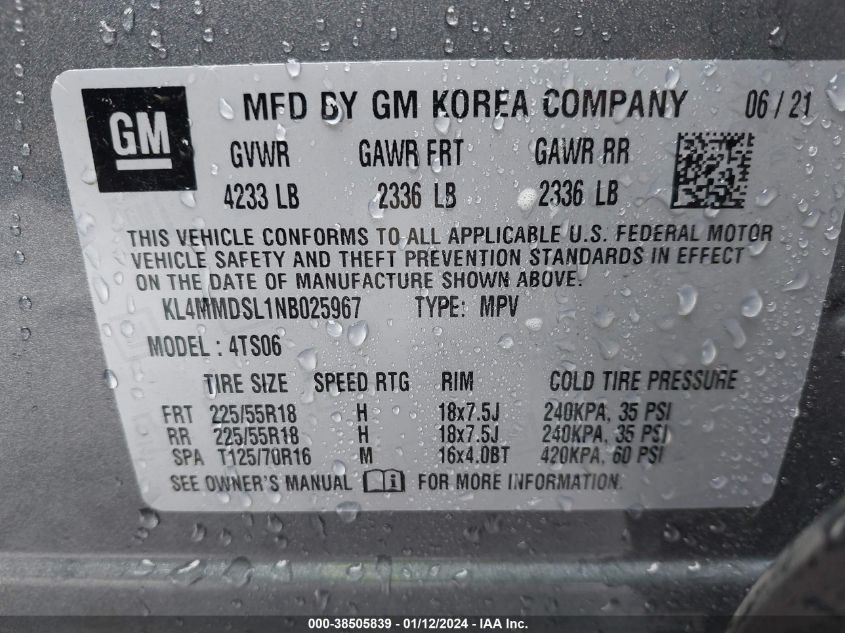 GM MFD BY GM KOREA COMPANY 06 / 21
GVWR GAWR FRT GAWR RR
4233 LB 2336 LB 2336 LB
THIS VEHICLE CONFORMS TO ALL APPLICABLE U.S. FEDERAL MOTOR
VEHICLE SAFETY AND THEFT PREVENTION STANDARDS IN EFFECT
ON THE DATE OF MANUFACTURE SHOWN ABOVE.
KL4MMDSL1NB025967 TYPE: MPV
MODEL : 4TS06
TIRE SIZE SPEED RTG RIM COLD TIRE PRESSURE
FRT 225/55R18 H 18x7.5J 240KPA, 35 PSI
RR 225/55R18 H 18x7.5J 240KPA, 35 PSI
SPA T125/70R16 M 16x4.0BT 420KPA, 60 PSI
SEE OWNER'S MANUAL i FOR MORE INFORMATION
000-38505839 - 01/12/2024 - IAA Inc.